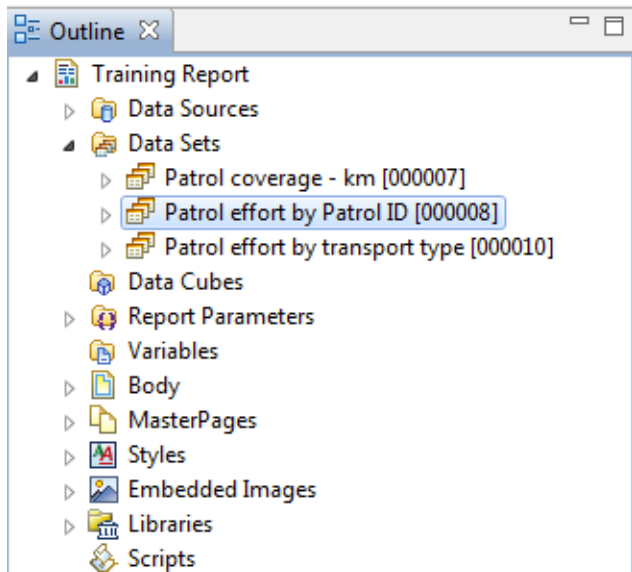 Outline
Training Report
Data Sources
Data Sets
Patrol coverage - km [000007]
Patrol effort by Patrol ID [000008]
Patrol effort by transport type [000010]
Data Cubes
Report Parameters
Variables
Body
MasterPages
Styles
Embedded Images
Libraries
Scripts